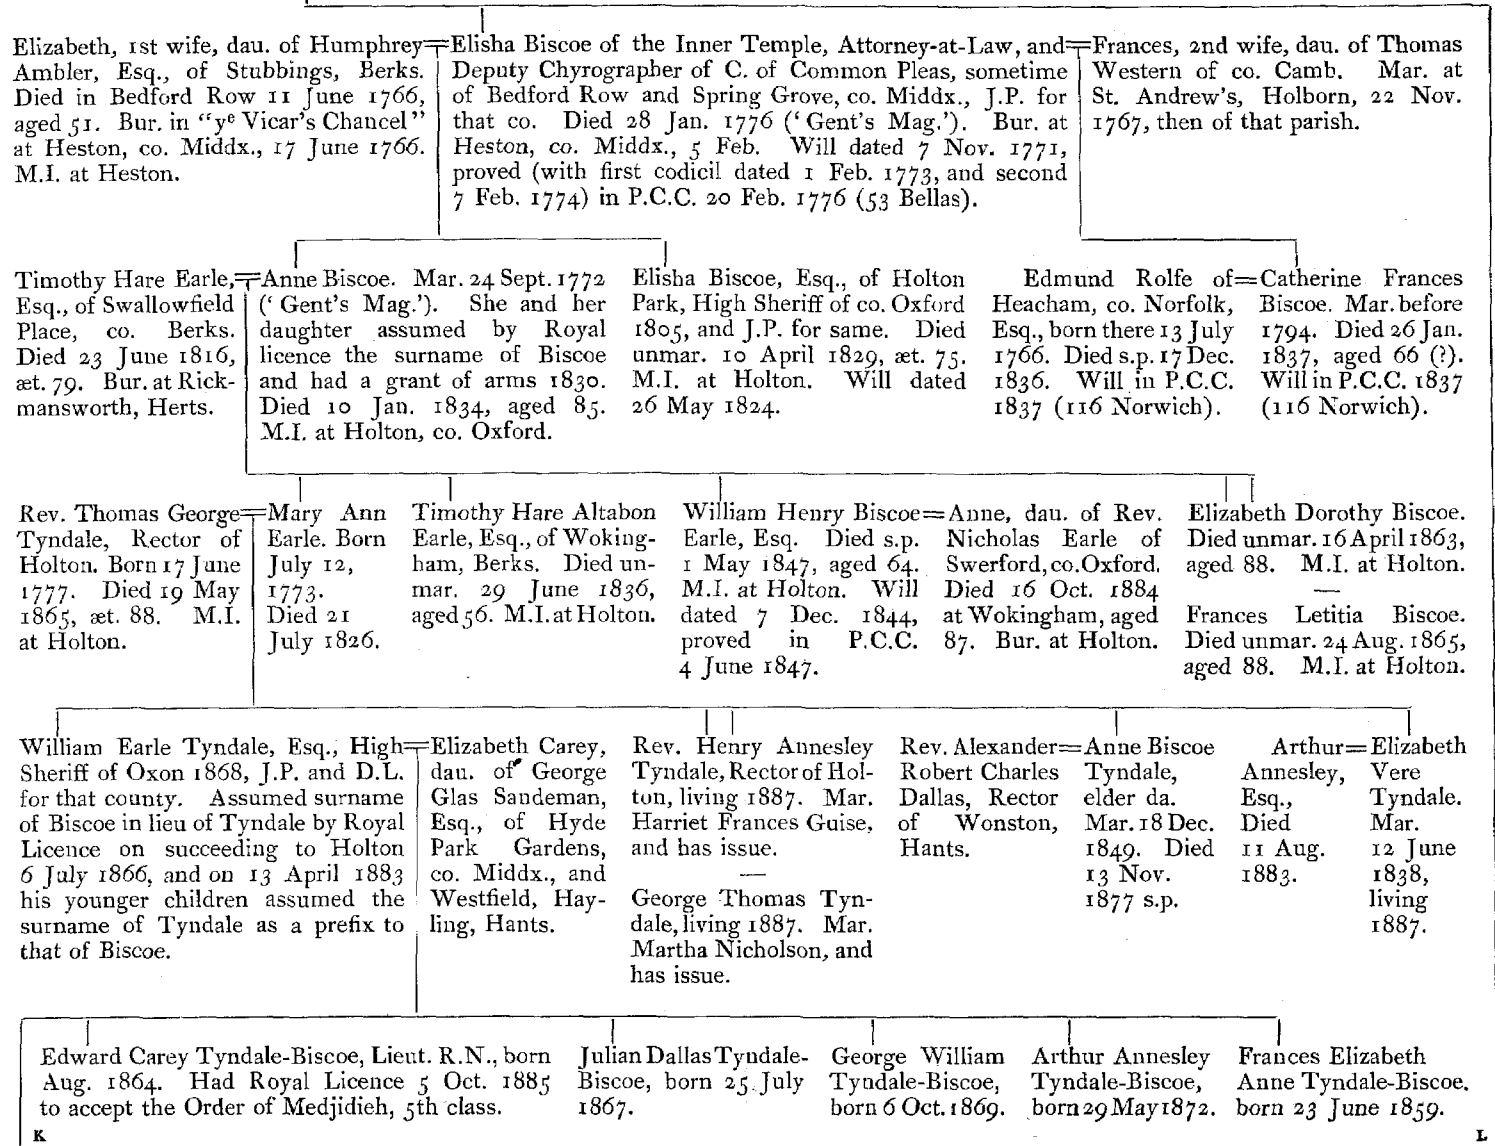 Elizabeth, 1st wife, dau. of Humphrey
Ambler, Esq., of Stubbings, Berks.
Died in Bedford Row 11 June 1766,
aged 51. Bur. in "yᵉ Vicar's Chancel"
at Heston, co. Middx., 17 June 1766.
M.I. at Heston.
Elisha Biscoe of the Inner Temple, Attorney-at-Law, and
Deputy Chyrographer of C. of Common Pleas, sometime
of Bedford Row and Spring Grove, co. Middx., J.P. for
that co. Died 28 Jan. 1776 ('Gent's Mag.'). Bur. at
Heston, co. Middx., 5 Feb. Will dated 7 Nov. 1771,
proved (with first codicil dated 1 Feb. 1773, and second
7 Feb. 1774) in P.C.C. 20 Feb. 1776 (53 Bellas).
Frances, 2nd wife, dau. of Thomas
Western of co. Camb. Mar. at
St. Andrew's, Holborn, 22 Nov.
1767, then of that parish.
Timothy Hare Earle,
Esq., of Swallowfield
Place, co. Berks.
Died 23 June 1816,
æt. 79. Bur. at Rick-
mansworth, Herts.
Anne Biscoe. Mar. 24 Sept. 1772
('Gent's Mag.'). She and her
daughter assumed by Royal
licence the surname of Biscoe
and had a grant of arms 1830.
Died 10 Jan. 1834, aged 85.
M.I. at Holton, co. Oxford.
Elisha Biscoe, Esq., of Holton
Park, High Sheriff of co. Oxford
1805, and J.P. for same. Died
unmar. 10 April 1829, æt. 75.
M.I. at Holton. Will dated
26 May 1824.
Edmund Rolfe of
Heacham, co. Norfolk,
Esq., born there 13 July
1766. Died s.p. 17 Dec.
1836. Will in P.C.C.
1837 (116 Norwich).
Catherine Frances
Biscoe. Mar. before
1794. Died 26 Jan.
1837, aged 66 (?).
Will in P.C.C. 1837
(116 Norwich).
Rev. Thomas George
Tyndale, Rector of
Holton. Born 17 June
1777. Died 19 May
1865, æt. 88. M.I.
at Holton.
Mary Ann
Earle. Born
July 12,
1773.
Died 21
July 1826.
Timothy Hare Altabon
Earle, Esq., of Woking-
ham, Berks. Died un-
mar. 29 June 1836,
aged 56. M.I. at Holton.
William Henry Biscoe
Earle, Esq. Died s.p.
1 May 1847, aged 64.
M.I. at Holton. Will
dated 7 Dec. 1844,
proved in P.C.C.
4 June 1847.
Anne, dau. of Rev.
Nicholas Earle of
Swerford, co. Oxford.
Died 16 Oct. 1884
at Wokingham, aged
87. Bur. at Holton.
Elizabeth Dorothy Biscoe.
Died unmar. 16 April 1863,
aged 88. M.I. at Holton.
—
Frances Letitia Biscoe.
Died unmar. 24 Aug. 1865,
aged 88. M.I. at Holton.
William Earle Tyndale, Esq., High
Sheriff of Oxon 1868, J.P. and D.L.
for that county. Assumed surname
of Biscoe in lieu of Tyndale by Royal
Licence on succeeding to Holton
6 July 1866, and on 13 April 1883
his younger children assumed the
surname of Tyndale as a prefix to
that of Biscoe.
Elizabeth Carey,
dau. of George
Glas Sandeman,
Esq., of Hyde
Park Gardens,
co. Middx., and
Westfield, Hay-
ling, Hants.
Rev. Henry Annesley
Tyndale, Rector of Hol-
ton, living 1887. Mar.
Harriet Frances Guise,
and has issue.
—
George Thomas Tyn-
dale, living 1887. Mar.
Martha Nicholson, and
has issue.
Rev. Alexander
Robert Charles
Dallas, Rector
of Wonston,
Hants.
Anne Biscoe
Tyndale,
elder da.
Mar. 18 Dec.
1849. Died
13 Nov.
1877 s.p.
Arthur
Annesley,
Esq.,
Died
11 Aug.
1883.
Elizabeth
Vere
Tyndale.
Mar.
12 June
1838,
living
1887.
Edward Carey Tyndale-Biscoe, Lieut. R.N., born
Aug. 1864. Had Royal Licence 5 Oct. 1885
to accept the Order of Medjidieh, 5th class.
Julian Dallas Tyndale-
Biscoe, born 25 July
1867.
George William
Tyndale-Biscoe,
born 6 Oct. 1869.
Arthur Annesley
Tyndale-Biscoe,
born 29 May 1872.
Frances Elizabeth
Anne Tyndale-Biscoe.
born 23 June 1859.
K
L